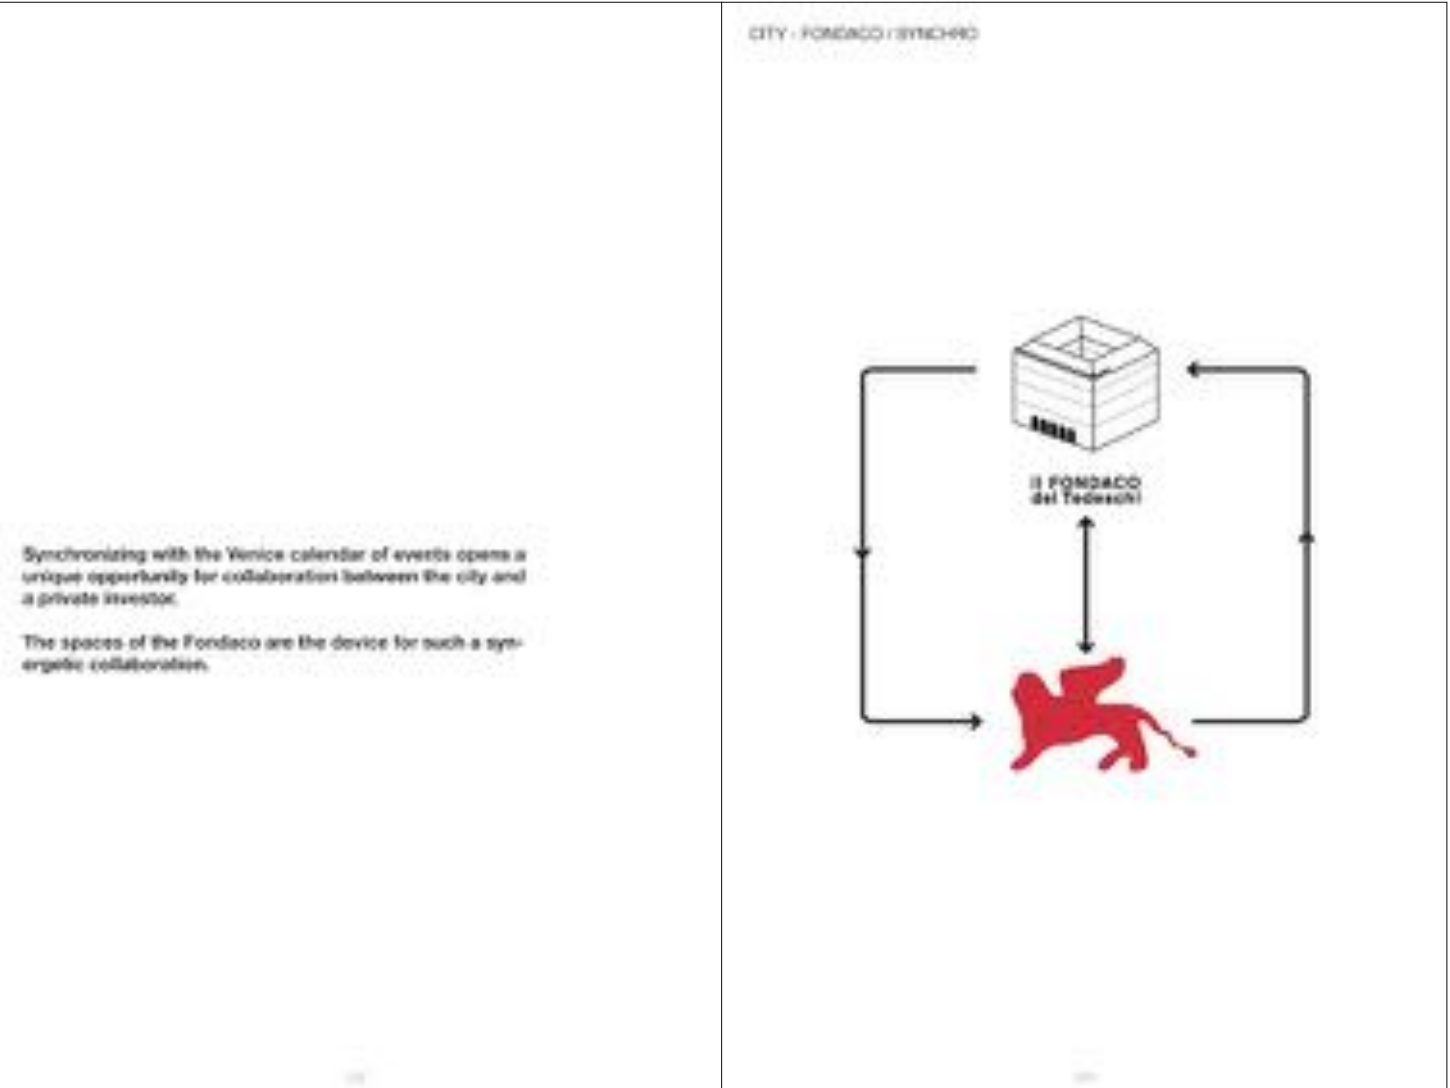 Synchronizing with the Venice calendar of events opens a
unique opportunity for collaboration between the city and
a private investor.
The spaces of the Fondaco are the device for such a syn-
ergetic collaboration.
CITY - FONDACO / SYNCHRO
Il FONDACO
dei Tedeschi